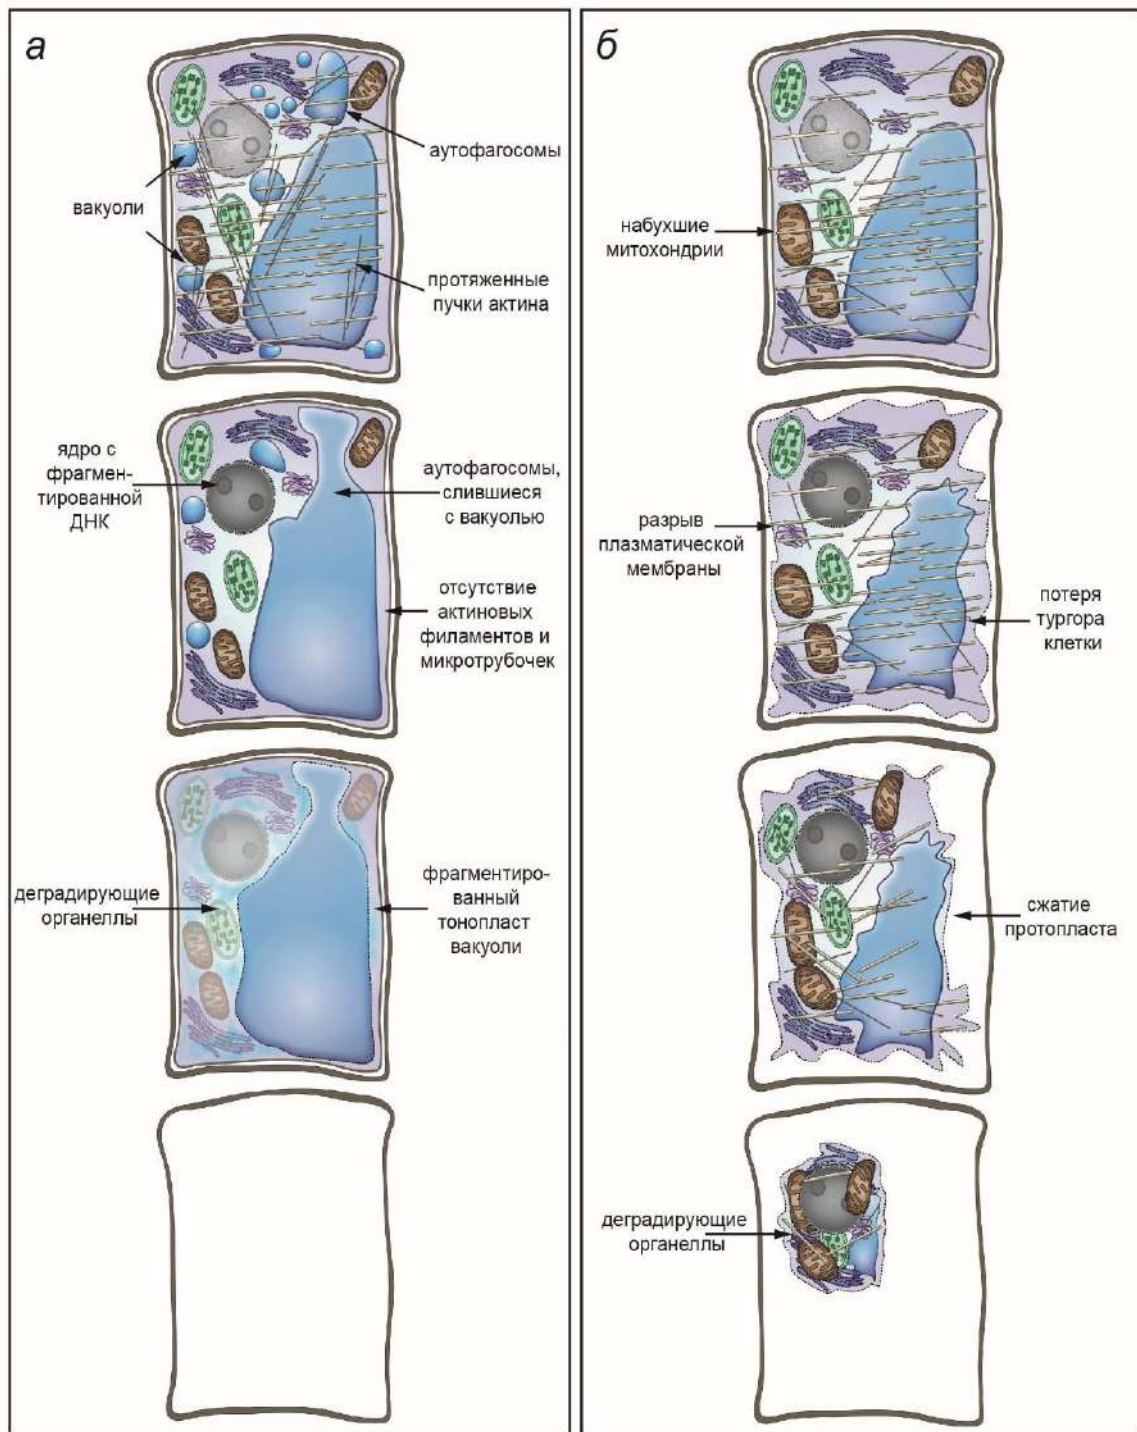 а
аутофагосомы
вакуоли
протяженные
пучки актина
ядро с
фрагмен-
тированной
ДНК
аутофагосомы,
слившиеся
с вакуолью
отсутствие
актиновых
филаментов и
микротрубочек
деградирующие
органеллы
фрагментиро-
ванный
тонопласт
вакуоли
б
набухшие
митохондрии
разрыв
плазматической
мембраны
потеря
тургора
клетки
сжатие
протопласта
деградирующие
органеллы